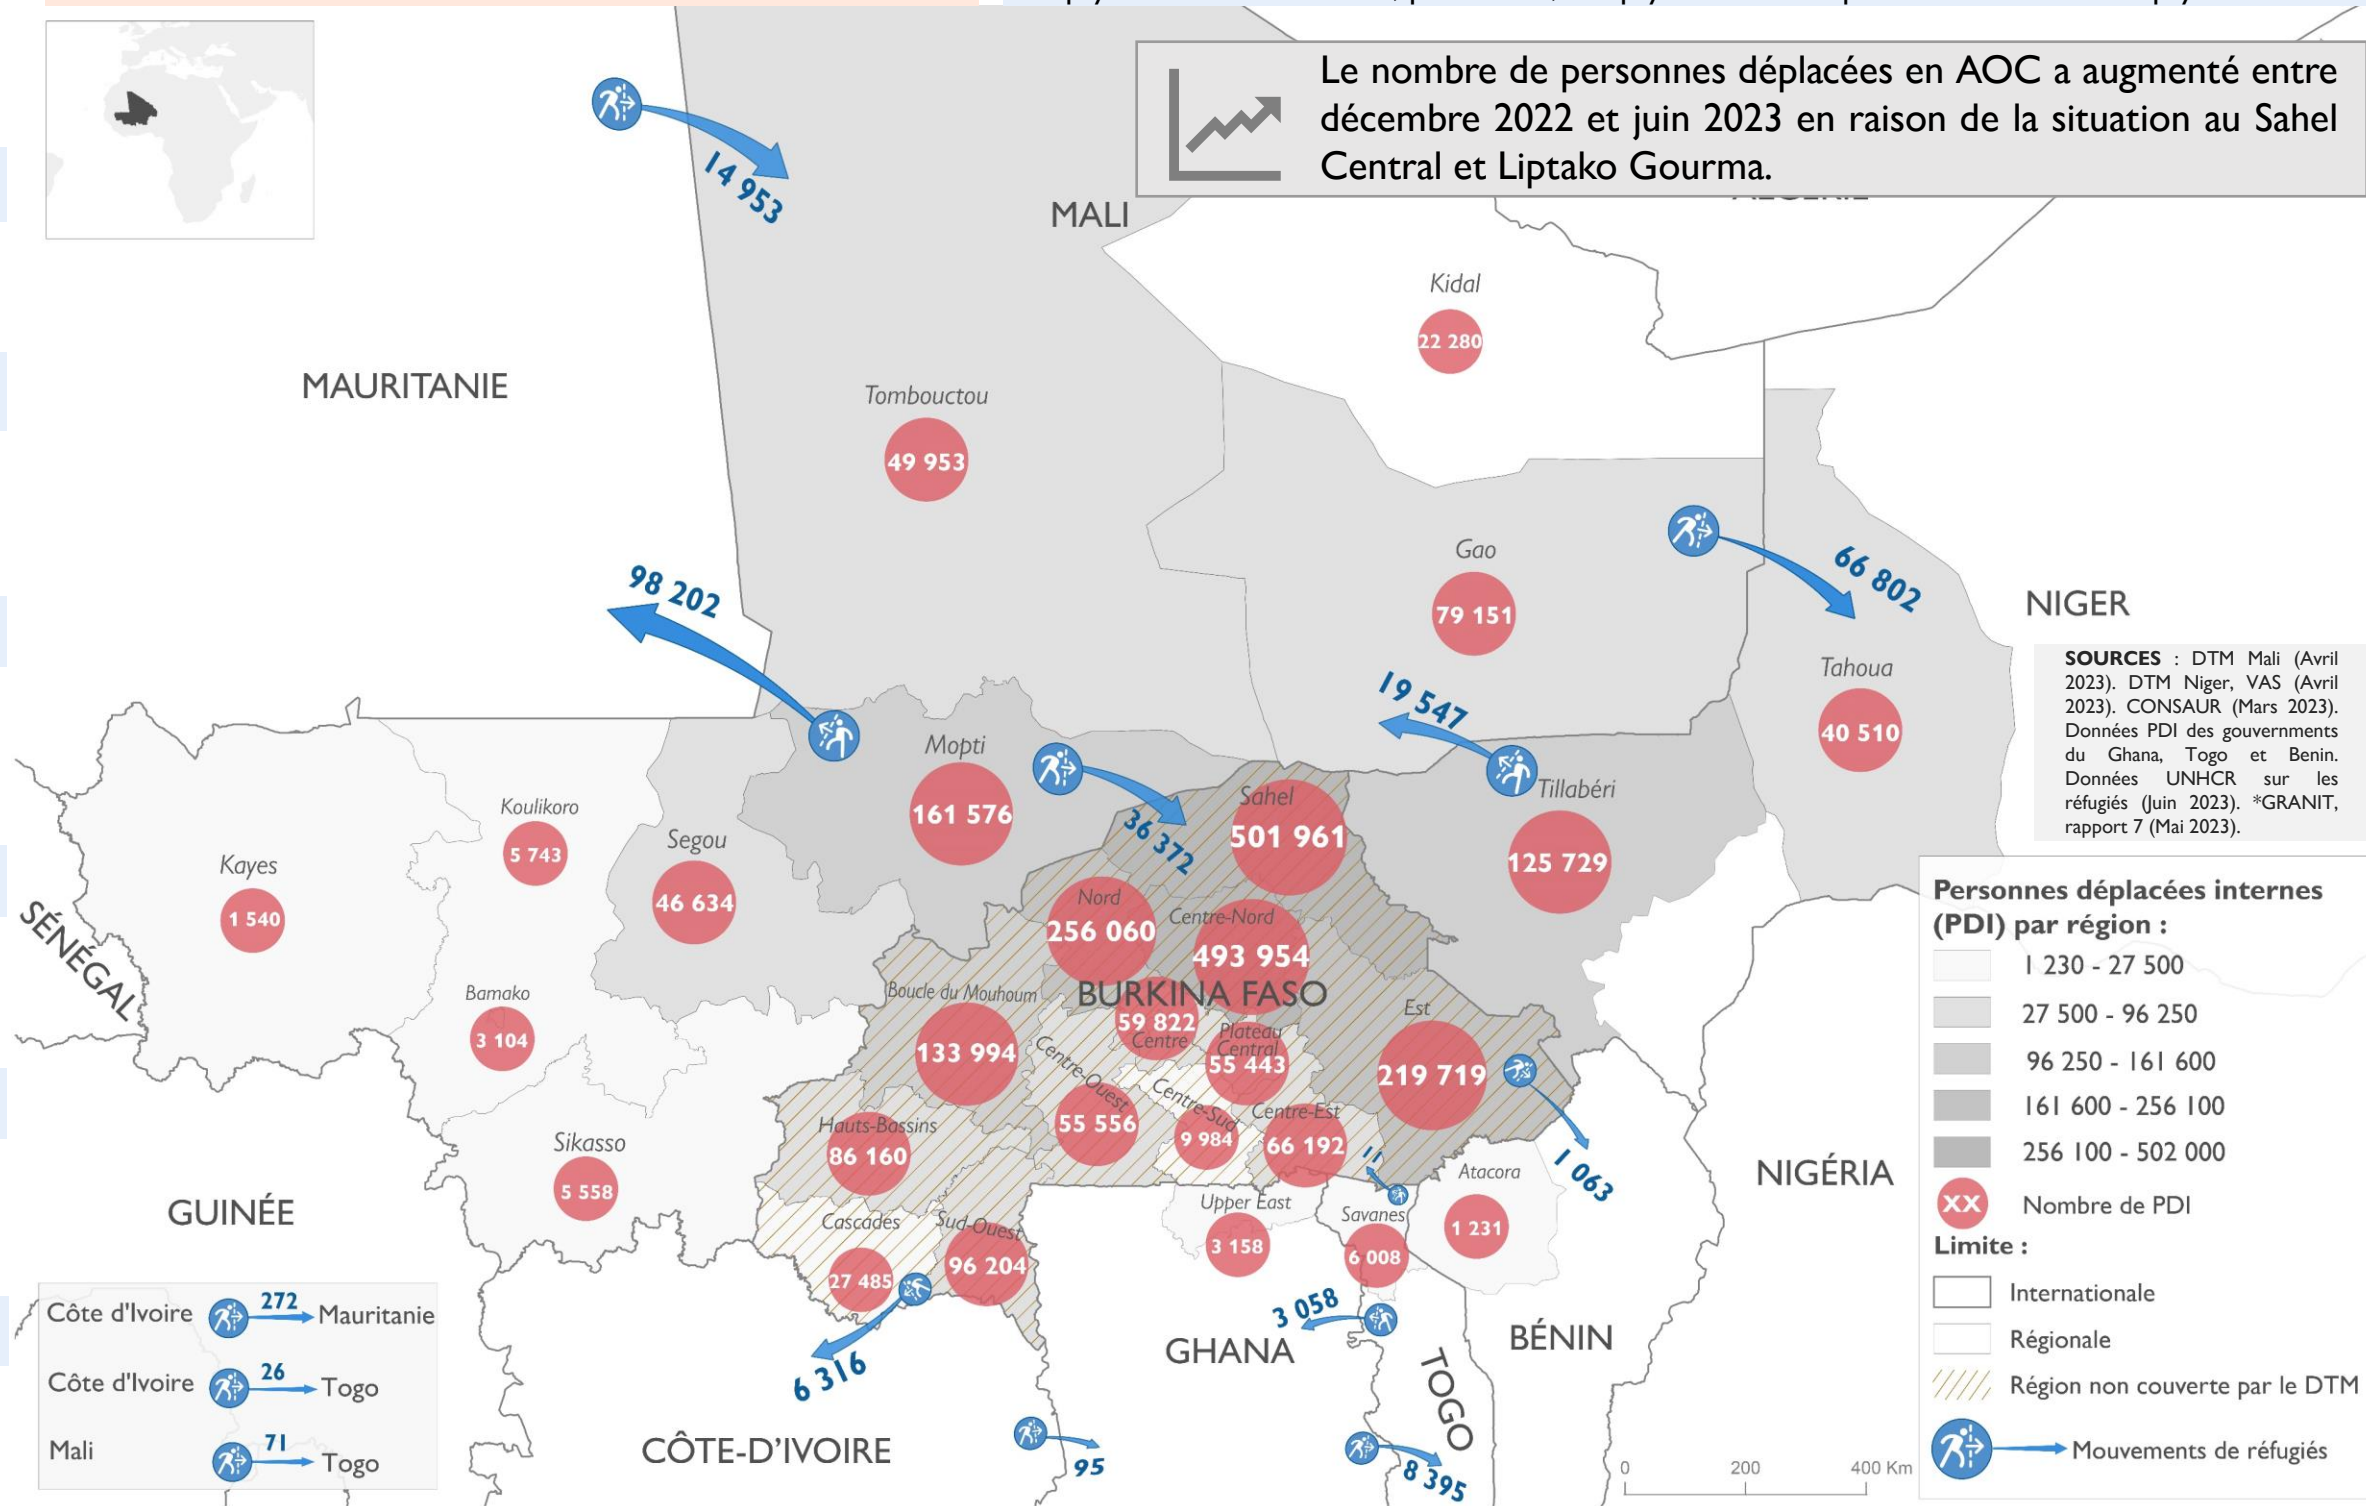 Le nombre de personnes déplacées en AOC a augmenté entre
décembre 2022 et juin 2023 en raison de la situation au Sahel
Central et Liptako Gourma.
14 953
MALI
Kidal
22 280
MAURITANIE
Tombouctou
49 953
98 202
Gao
79 151
66 802
NIGER
19 547
Tahoua
40 510
SOURCES : DTM Mali (Avril
2023). DTM Niger, VAS (Avril
2023). CONSAUR (Mars 2023).
Données PDI des gouvernments
du Ghana, Togo et Benin.
Données UNHCR sur les
réfugiés (Juin 2023). *GRANIT,
rapport 7 (Mai 2023).
Mopti
161 576
36 372
Sahel
501 961
Tillabéri
125 729
Koulikoro
5 743
Segou
46 634
Kayes
1 540
SÉNÉGAL
Nord
256 060
Centre-Nord
493 954
BURKINA FASO
Bamako
3 104
Boucle du Mouhoum
133 994
59 822
Centre
Plateau
Central
55 443
Est
219 719
Centre-Ouest
55 556
Centre-Sud
9 984
Centre-Est
66 192
11
1 063
Hauts-Bassins
86 160
Sikasso
5 558
GUINÉE
Cascades
27 485
Sud-Ouest
96 204
Upper East
3 158
Savanes
6 008
Atacora
1 231
NIGÉRIA
6 316
3 058
GHANA
TOGO
BÉNIN
CÔTE-D'IVOIRE
95
8 395
Côte d'Ivoire 272 Mauritanie
Côte d'Ivoire 26 Togo
Mali 71 Togo
Personnes déplacées internes
(PDI) par région :
1 230 - 27 500
27 500 - 96 250
96 250 - 161 600
161 600 - 256 100
256 100 - 502 000
XX Nombre de PDI
Limite :
Internationale
Régionale
Région non couverte par le DTM
Mouvements de réfugiés
0 200 400 Km